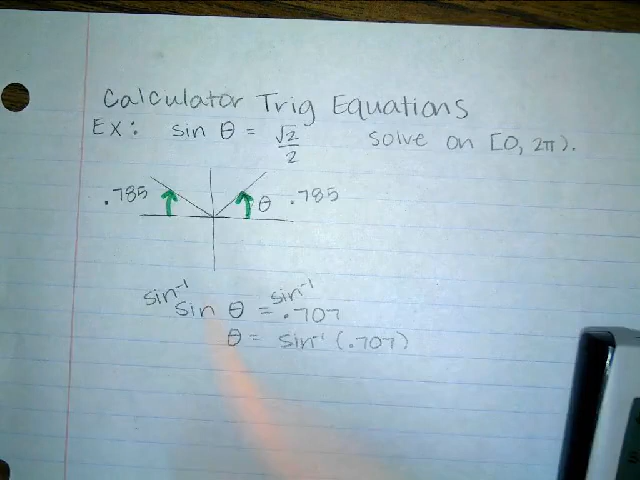 Calculator Trig Equations
Ex: sin θ = √2/2 solve on [0, 2π).
.785 θ .785
sin⁻¹ sin⁻¹
sin θ = .707
θ = sin⁻¹ (.707)